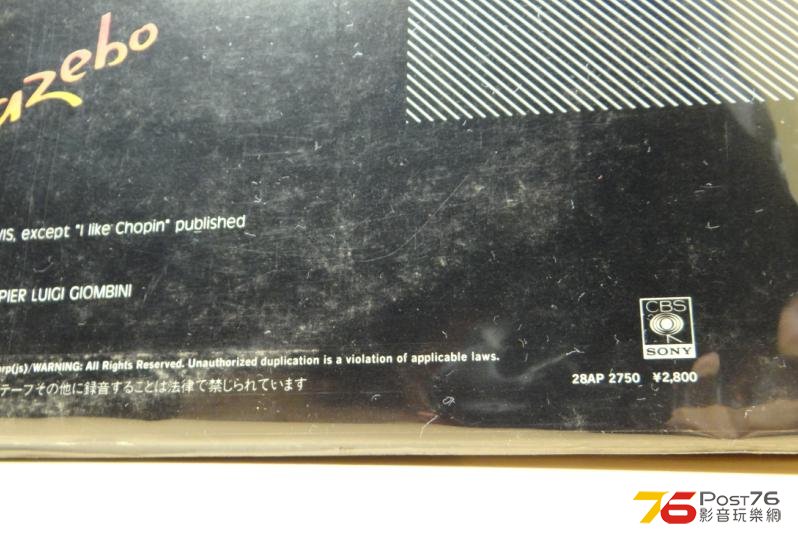 azebo
VIS, except "I like Chopin" published
PIER LUIGI GIOMBINI
CBS
SONY
orp(js)/WARNING: All Rights Reserved. Unauthorized duplication is a violation of applicable laws.
テープその他に録音することは法律で禁じられています
28AP 2750 ¥2,800
76 POST76
影音玩樂網